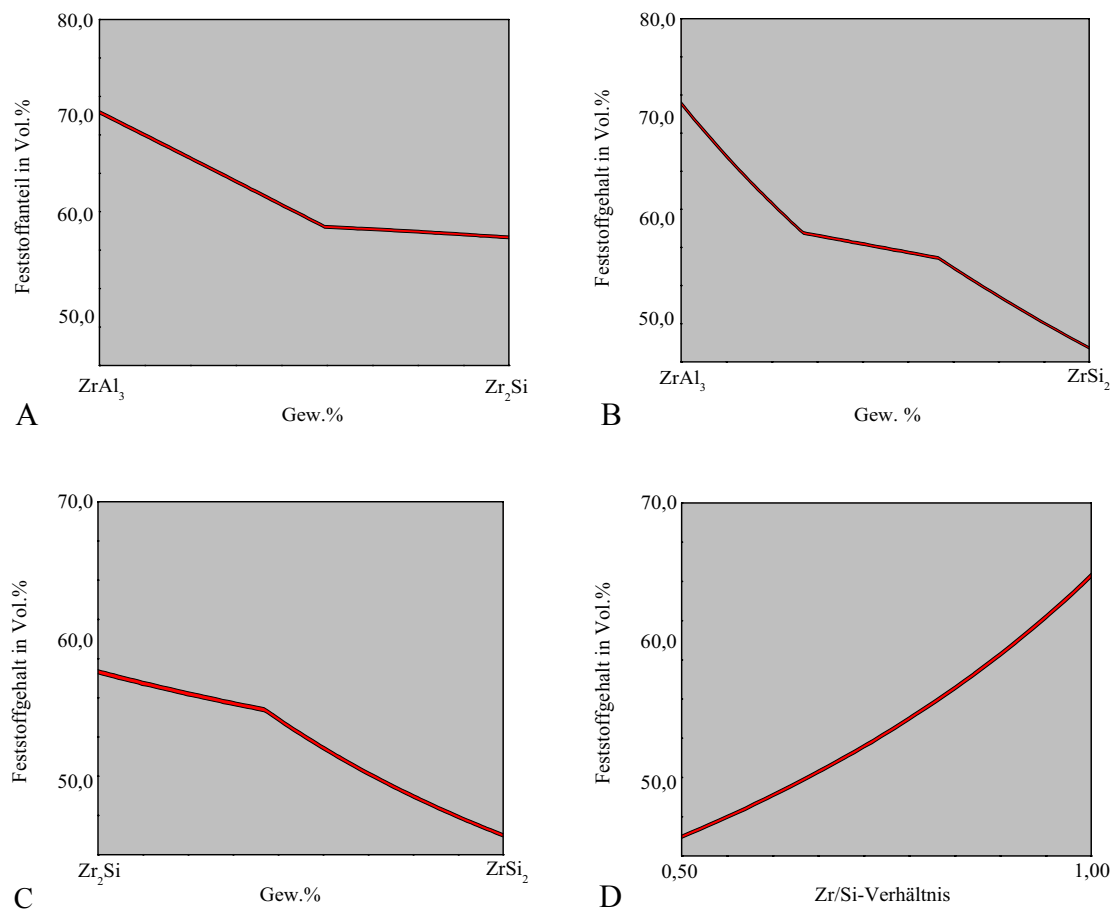 80,0
70,0
60,0
50,0
Feststoffanteil in Vol.%
ZrAl₃
Zr₂Si
Gew.%
A
80,0
70,0
60,0
50,0
Feststoffgehalt in Vol.%
ZrAl₃
ZrSi₂
Gew. %
B
70,0
60,0
50,0
Feststoffgehalt in Vol.%
Zr₂Si
ZrSi₂
Gew.%
C
70,0
60,0
50,0
Feststoffgehalt in Vol.%
0,50
1,00
Zr/Si-Verhältnis
D